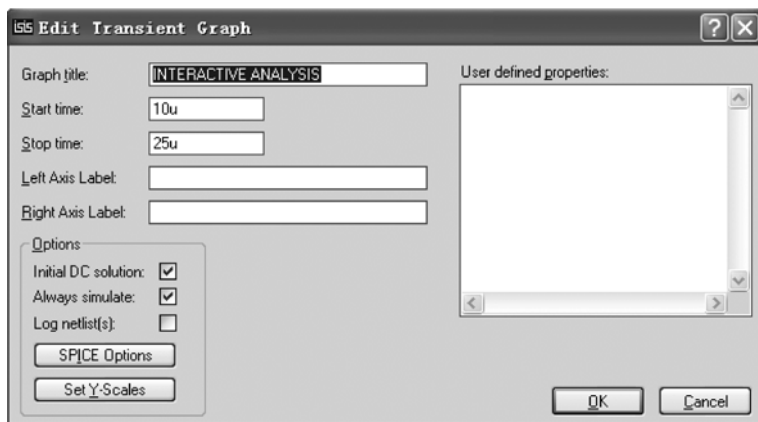 isis Edit Transient Graph
Graph title: INTERACTIVE ANALYSIS
Start time: 10u
Stop time: 25u
Left Axis Label:
Right Axis Label:
Options
Initial DC solution:
Always simulate:
Log netlist(s):
SPICE Options
Set Y-Scales
User defined properties:
OK Cancel